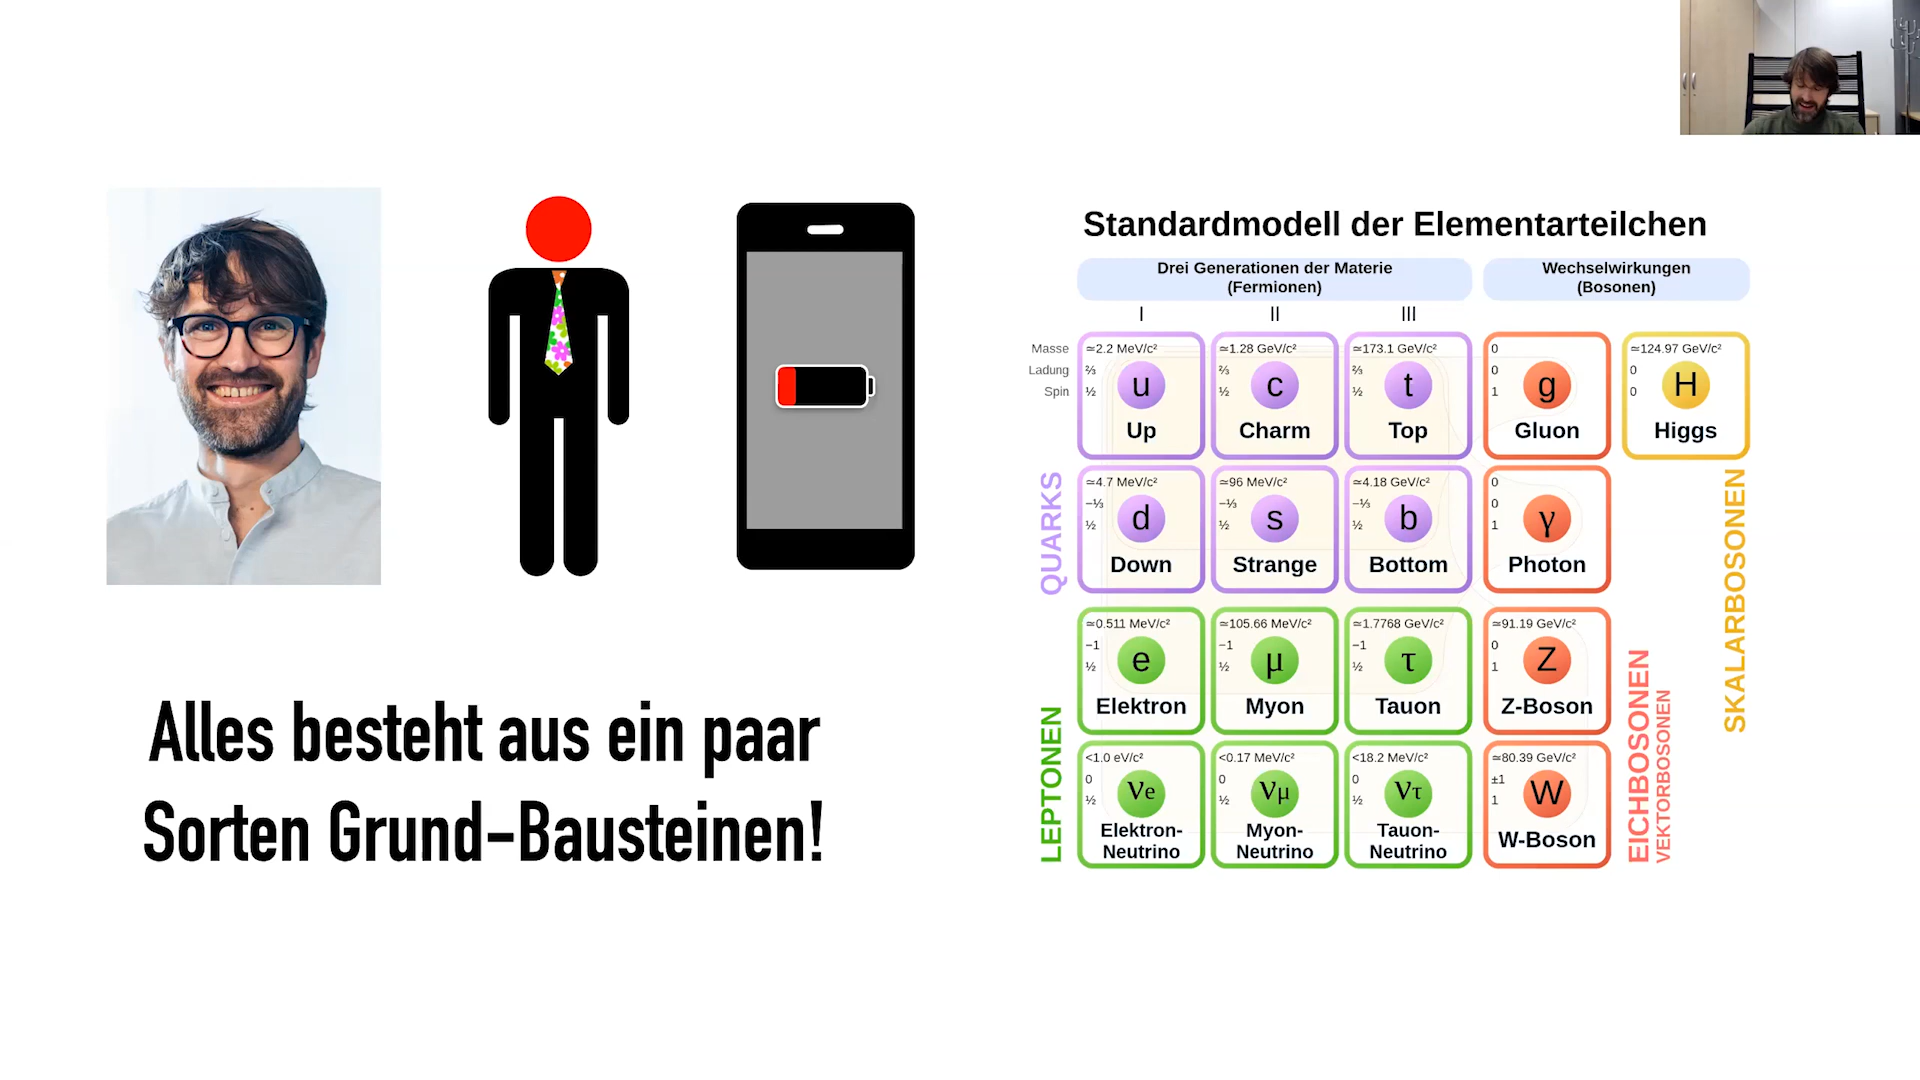 Alles besteht aus ein paar
Sorten Grund-Bausteinen!
Standardmodell der Elementarteilchen
Drei Generationen der Materie
(Fermionen)
Wechselwirkungen
(Bosonen)
I
II
III
Masse
Ladung
Spin
≃2.2 MeV/c²
⅔
½
u
Up
≃1.28 GeV/c²
⅔
½
c
Charm
≃173.1 GeV/c²
⅔
½
t
Top
0
0
1
g
Gluon
≃124.97 GeV/c²
0
0
H
Higgs
QUARKS
≃4.7 MeV/c²
−⅓
½
d
Down
≃96 MeV/c²
−⅓
½
s
Strange
≃4.18 GeV/c²
−⅓
½
b
Bottom
0
0
1
γ
Photon
SKALARBOSONEN
LEPTONEN
≃0.511 MeV/c²
−1
½
e
Elektron
≃105.66 MeV/c²
−1
½
μ
Myon
≃1.7768 GeV/c²
−1
½
τ
Tauon
≃91.19 GeV/c²
0
1
Z
Z-Boson
<1.0 eV/c²
0
½
νe
Elektron-
Neutrino
<0.17 MeV/c²
0
½
νμ
Myon-
Neutrino
<18.2 MeV/c²
0
½
ντ
Tauon-
Neutrino
≃80.39 GeV/c²
±1
1
W
W-Boson
EICHBOSONEN
VEKTORBOSONEN